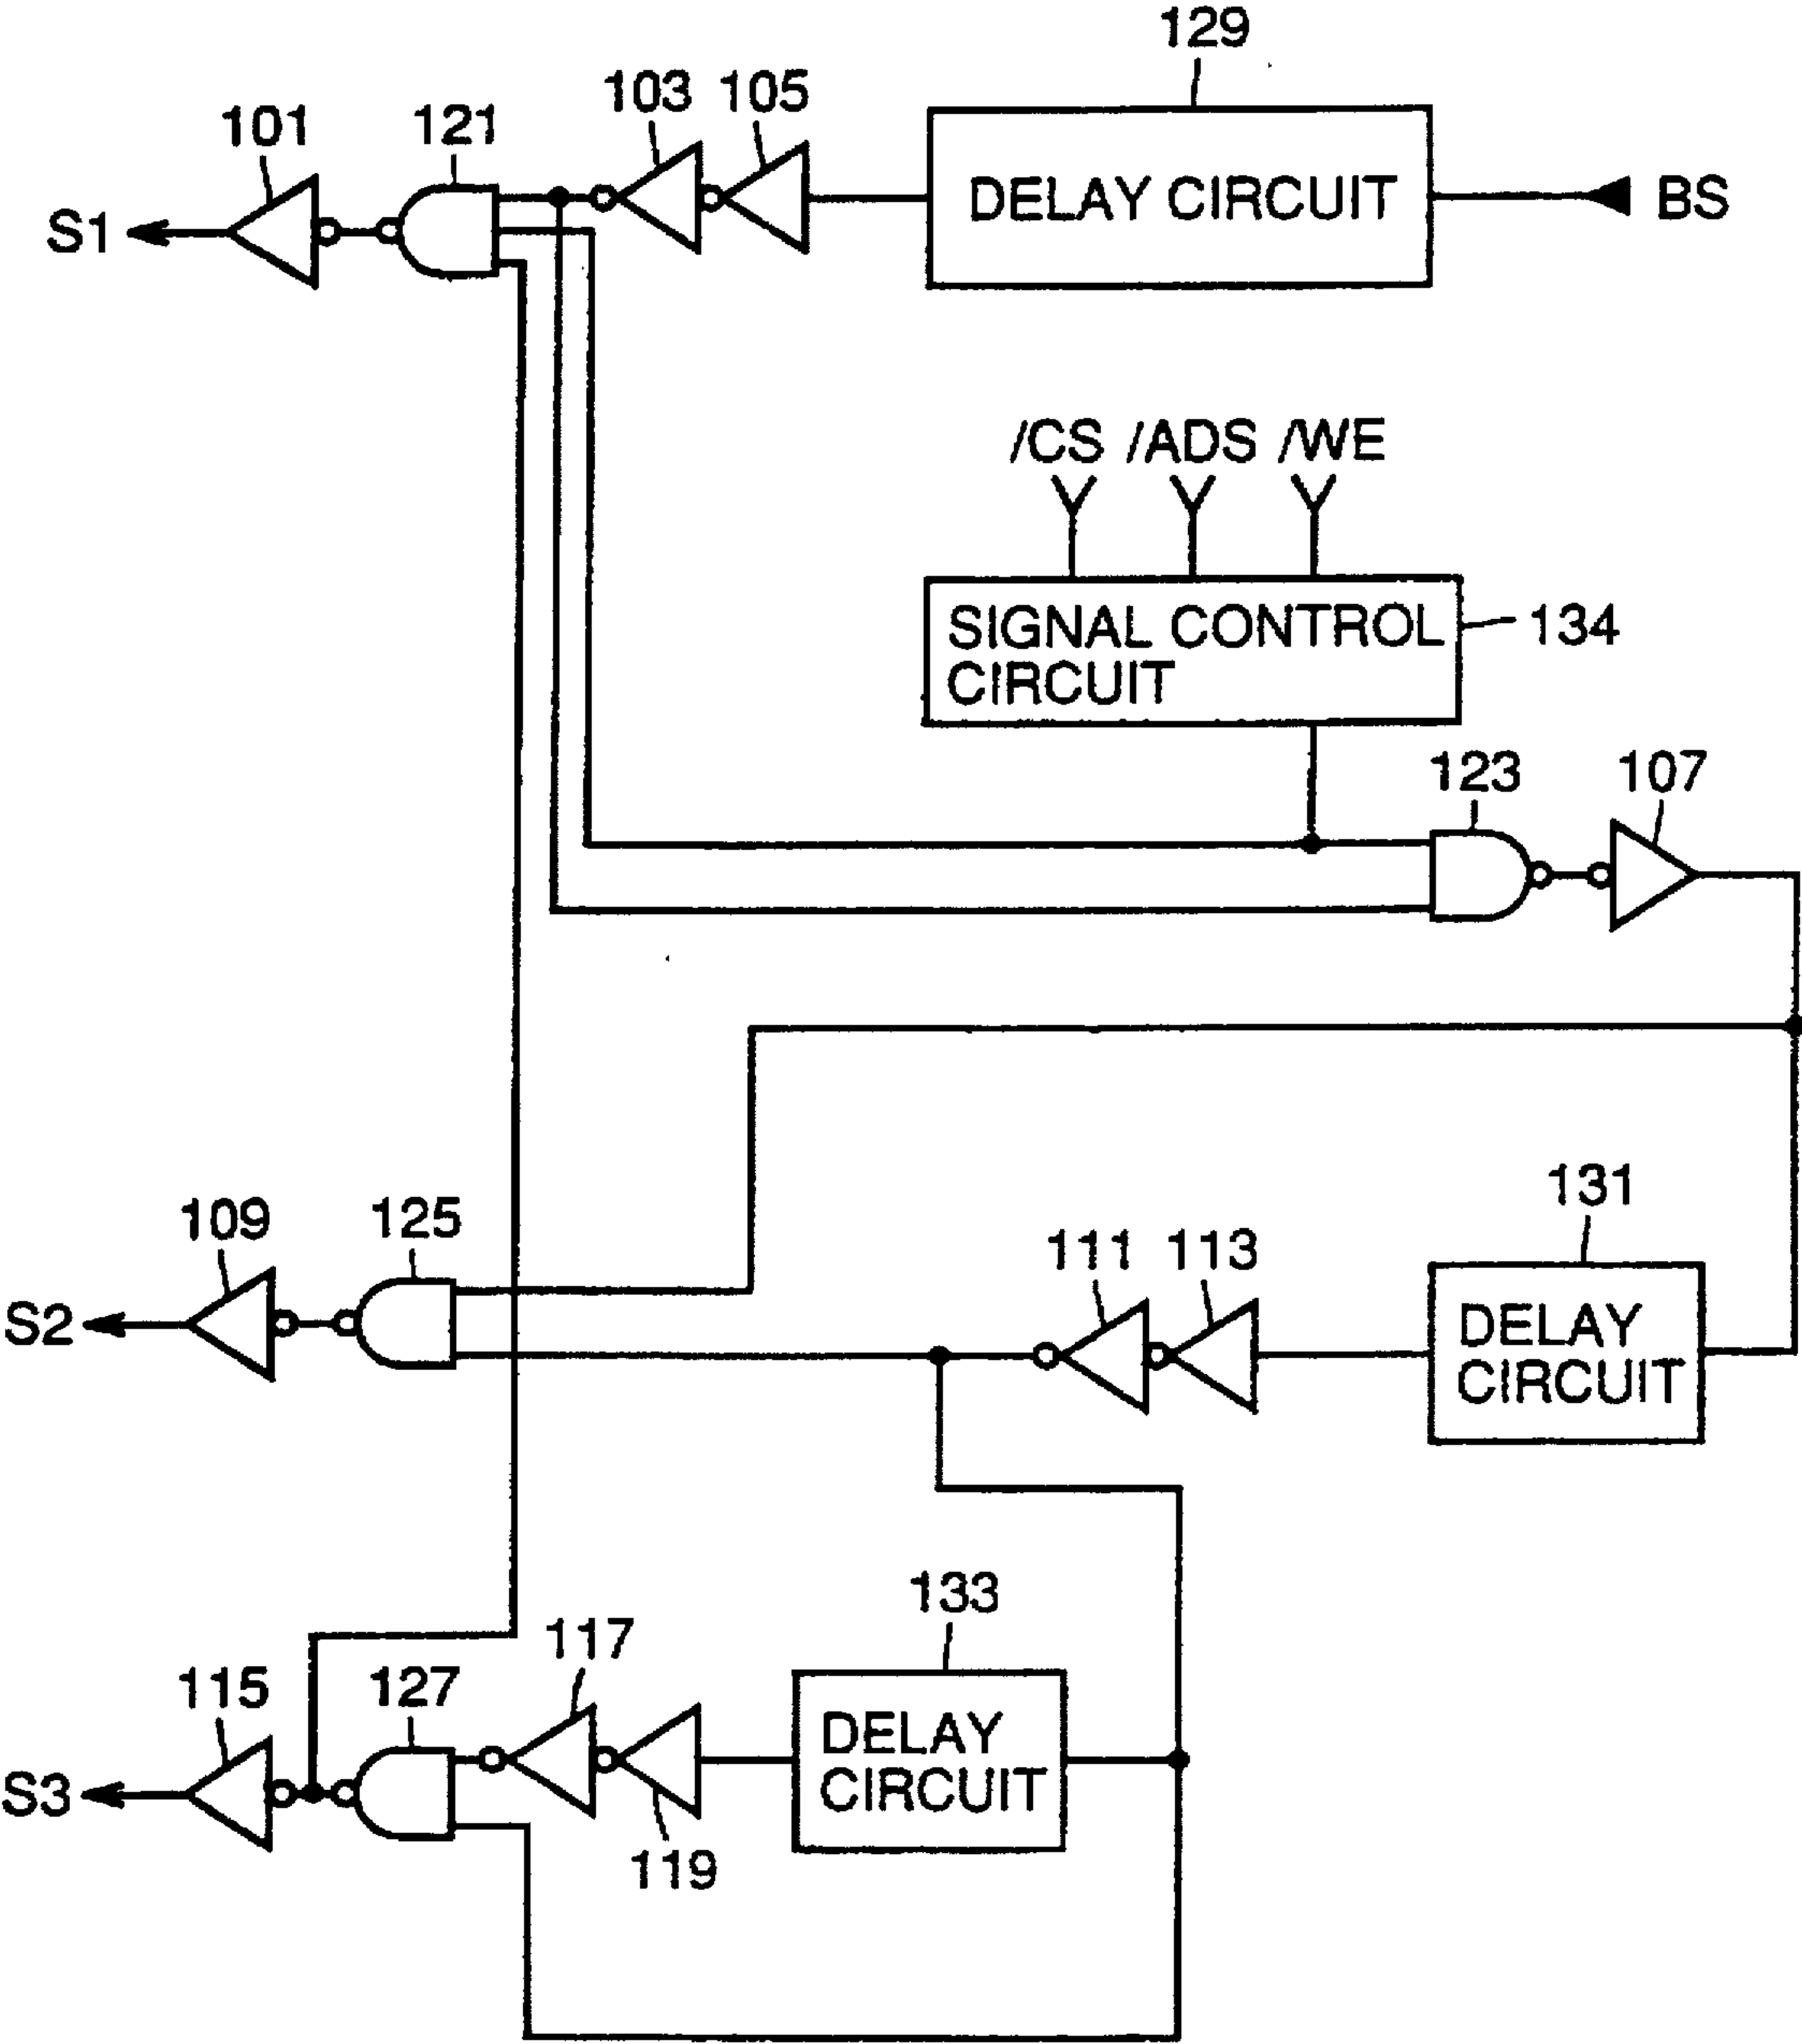 129
103 105
101 121
DELAY CIRCUIT
BS
S1
/CS /ADS /WE
SIGNAL CONTROL
CIRCUIT
134
123 107
131
109 125
111 113
S2
DELAY
CIRCUIT
133
117
115 127
DELAY
CIRCUIT
S3
119